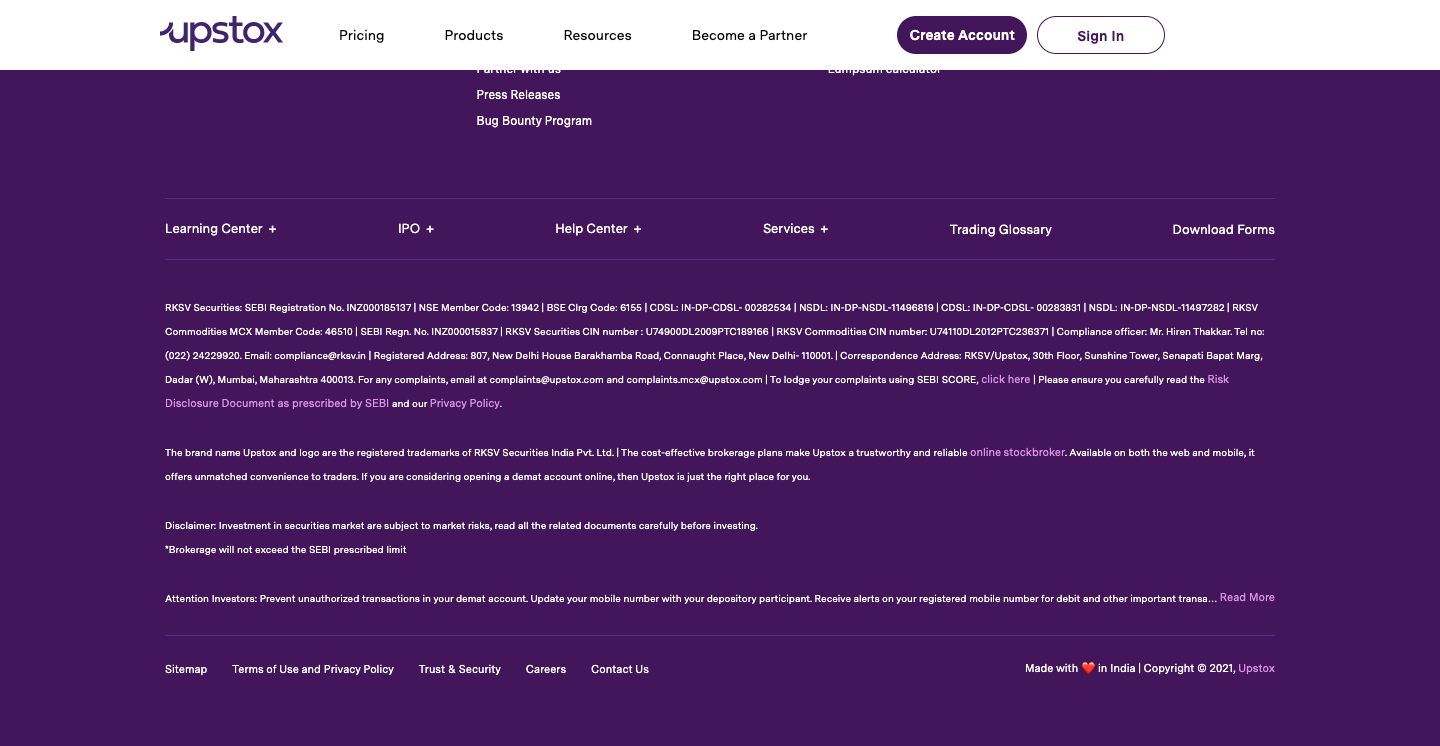 upstox
Pricing
Products
Resources
Become a Partner
Create Account
Sign In
Partner with us
Lumpsum calculator
Press Releases
Bug Bounty Program
Learning Center +
IPO +
Help Center +
Services +
Trading Glossary
Download Forms
RKSV Securities: SEBI Registration No. INZ000185137 | NSE Member Code: 13942 | BSE Clrg Code: 6155 | CDSL: IN-DP-CDSL- 00282534 | NSDL: IN-DP-NSDL-11496819 | CDSL: IN-DP-CDSL- 00283831 | NSDL: IN-DP-NSDL-11497282 | RKSV
Commodities MCX Member Code: 46510 | SEBI Regn. No. INZ000015837 | RKSV Securities CIN number : U74900DL2009PTC189166 | RKSV Commodities CIN number: U74110DL2012PTC236371 | Compliance officer: Mr. Hiren Thakkar. Tel no:
(022) 24229920. Email: compliance@rksv.in | Registered Address: 807, New Delhi House Barakhamba Road, Connaught Place, New Delhi- 110001. | Correspondence Address: RKSV/Upstox, 30th Floor, Sunshine Tower, Senapati Bapat Marg,
Dadar (W), Mumbai, Maharashtra 400013. For any complaints, email at complaints@upstox.com and complaints.mcx@upstox.com | To lodge your complaints using SEBI SCORE, click here | Please ensure you carefully read the Risk
Disclosure Document as prescribed by SEBI and our Privacy Policy.
The brand name Upstox and logo are the registered trademarks of RKSV Securities India Pvt. Ltd. | The cost-effective brokerage plans make Upstox a trustworthy and reliable online stockbroker. Available on both the web and mobile, it
offers unmatched convenience to traders. If you are considering opening a demat account online, then Upstox is just the right place for you.
Disclaimer: Investment in securities market are subject to market risks, read all the related documents carefully before investing.
*Brokerage will not exceed the SEBI prescribed limit
Attention Investors: Prevent unauthorized transactions in your demat account. Update your mobile number with your depository participant. Receive alerts on your registered mobile number for debit and other important transa... Read More
Sitemap
Terms of Use and Privacy Policy
Trust & Security
Careers
Contact Us
Made with ❤️ in India | Copyright © 2021, Upstox